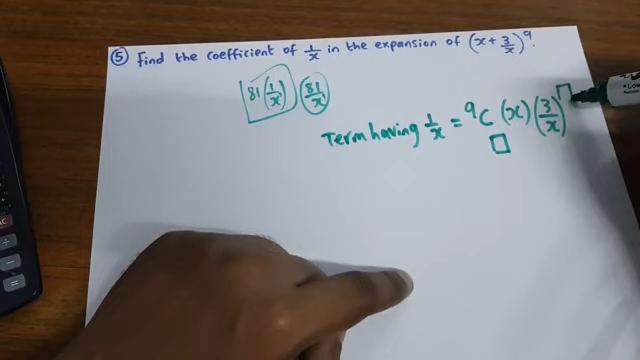 ⑤ Find the coefficient of 1/x in the expansion of (x + 3/x)^9.
81(1/x) 81/x
Term having 1/x = 9C□ (x)(3/x)^□